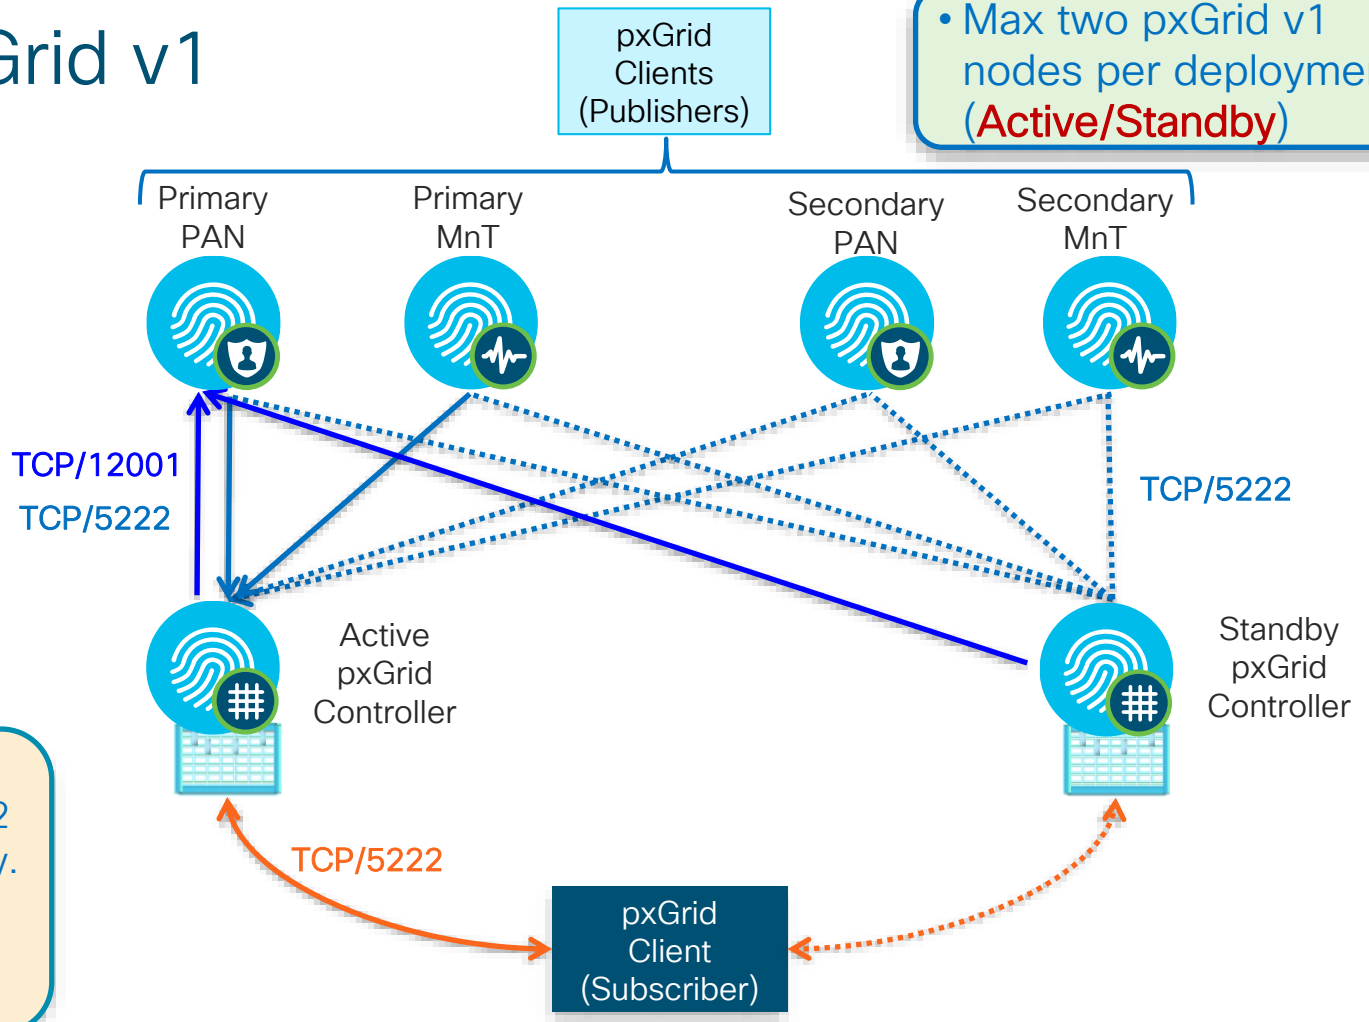 Grid v1
pxGrid
Clients
(Publishers)
• Max two pxGrid v1
nodes per deployme
(Active/Standby)
Primary
PAN
Primary
MnT
Secondary
PAN
Secondary
MnT
TCP/12001
TCP/5222
TCP/5222
Active
pxGrid
Controller
Standby
pxGrid
Controller
2
y.
TCP/5222
pxGrid
Client
(Subscriber)